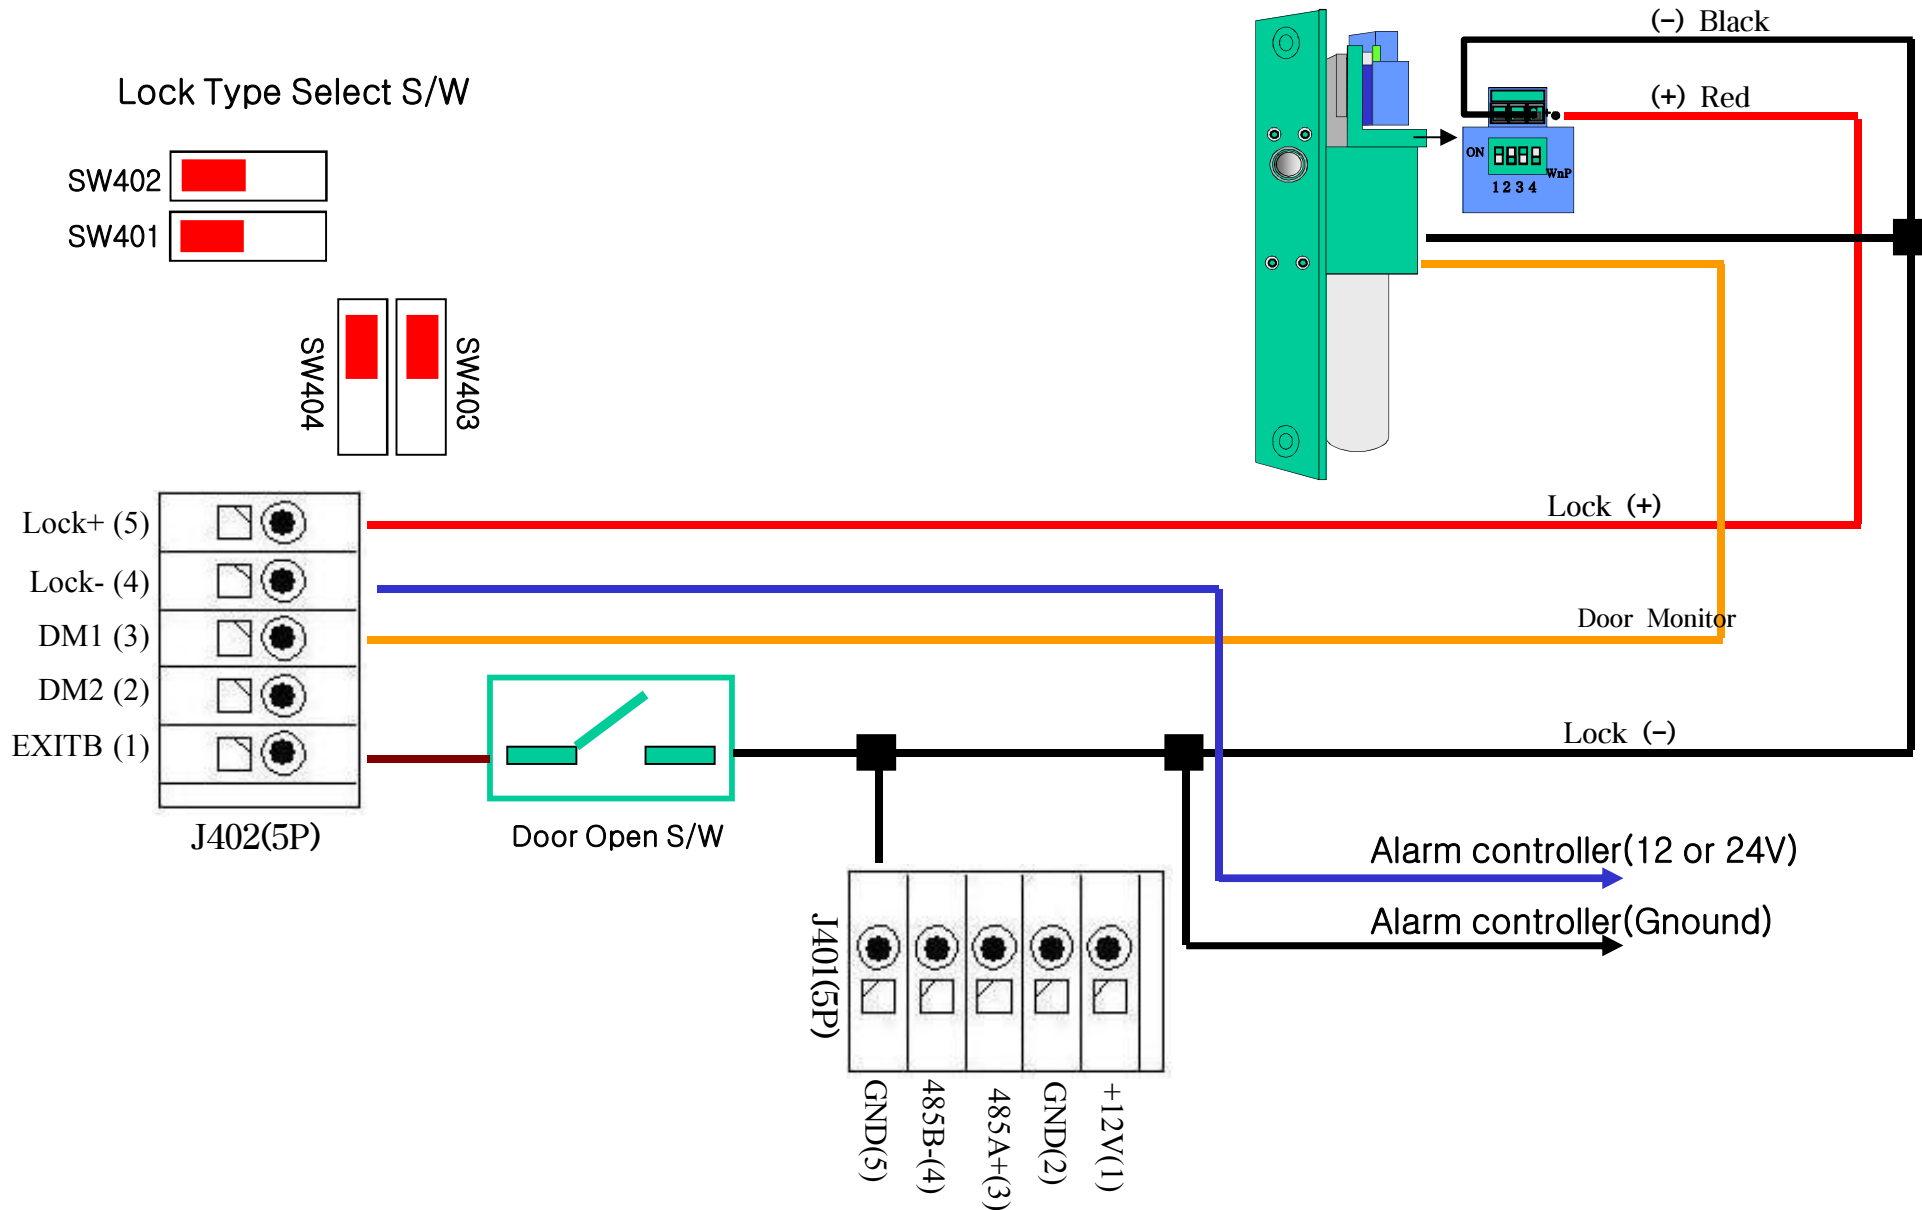 (−) Black
Lock Type Select S/W
(+) Red
SW402
SW401
ON
WnP
1 2 3 4
+
SW404
SW403
Lock+ (5)
Lock (+)
Lock- (4)
DM1 (3)
Door Monitor
DM2 (2)
EXITB (1)
Lock (−)
J402(5P)
Door Open S/W
Alarm controller(12 or 24V)
Alarm controller(Gnound)
J401(5P)
GND(5)
485B-(4)
485A+(3)
GND(2)
+12V(1)